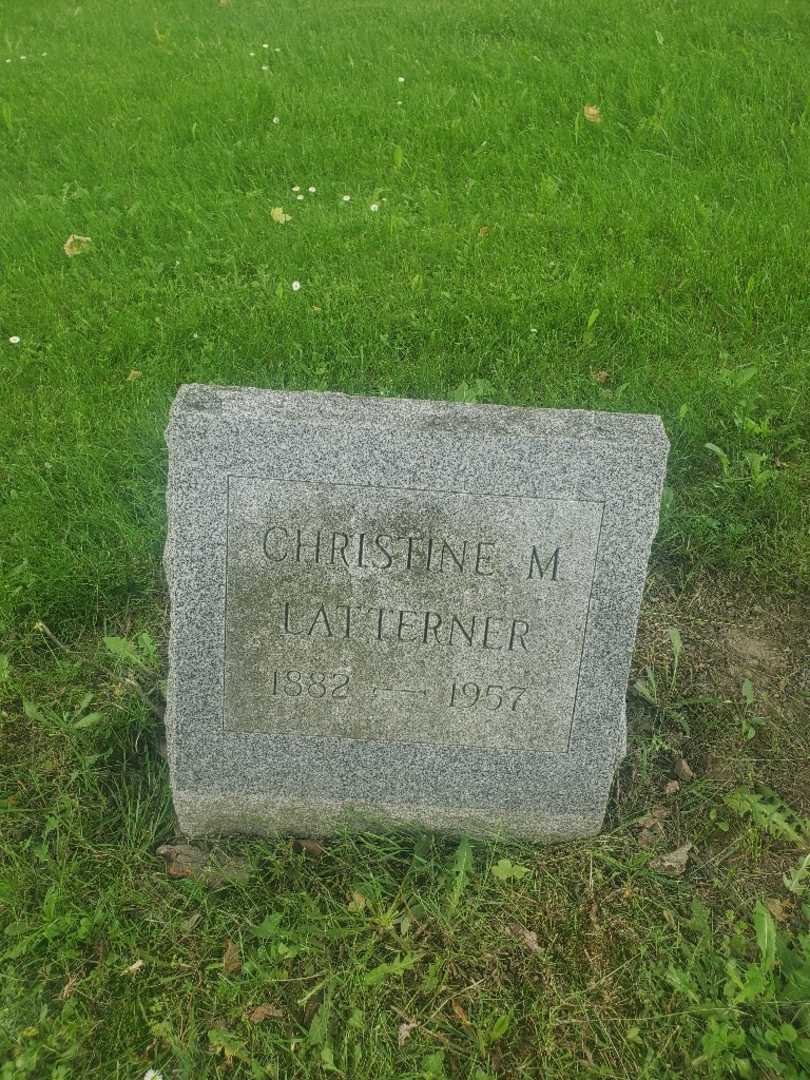 CHRISTINE M
LATTERNER
1882 — 1957